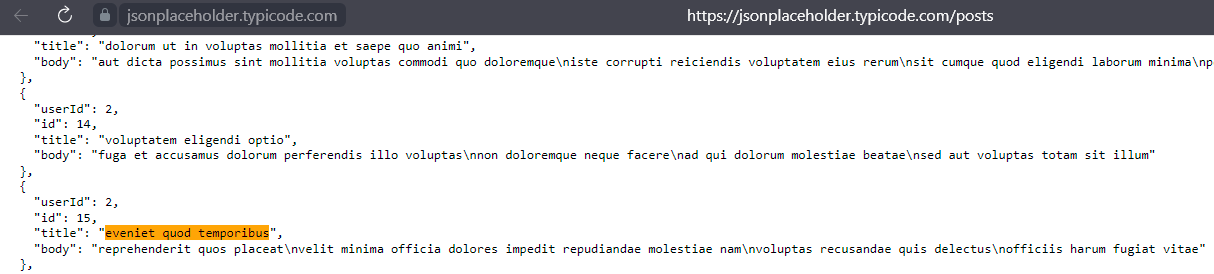 jsonplaceholder.typicode.com https://jsonplaceholder.typicode.com/posts
"title": "dolorum ut in voluptas mollitia et saepe quo animi",
"body": "aut dicta possimus sint mollitia voluptas commodi quo doloremque\niste corrupti reiciendis voluptatem eius rerum\nsit cumque quod eligendi laborum minima\np
},
{
"userId": 2,
"id": 14,
"title": "voluptatem eligendi optio",
"body": "fuga et accusamus dolorum perferendis illo voluptas\nnon doloremque neque facere\nad qui dolorum molestiae beatae\nsed aut voluptas totam sit illum"
},
{
"userId": 2,
"id": 15,
"title": "eveniet quod temporibus",
"body": "reprehenderit quos placeat\nvelit minima officia dolores impedit repudiandae molestiae nam\nvoluptas recusandae quis delectus\nofficiis harum fugiat vitae"
},